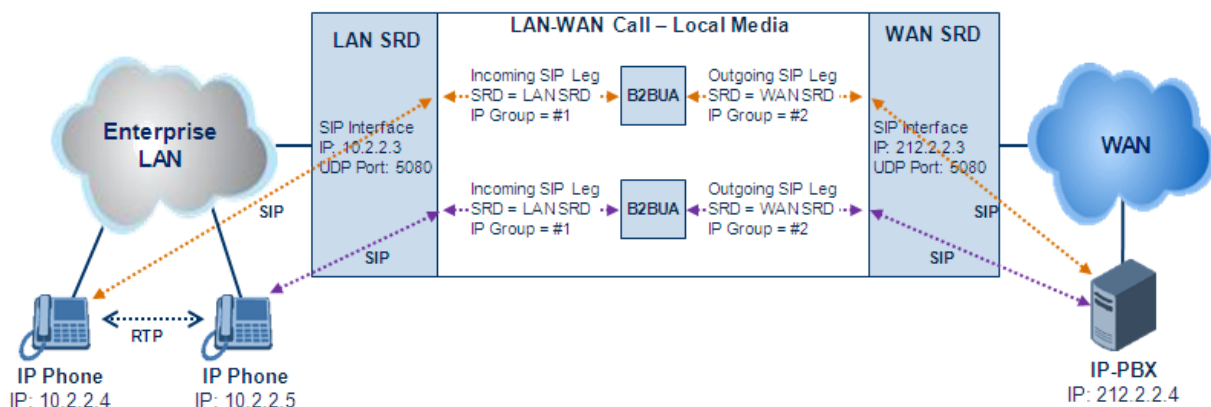 LAN SRD
LAN-WAN Call – Local Media
WAN SRD
Incoming SIP Leg
SRD = LAN SRD
IP Group = #1
B2BUA
Outgoing SIP Leg
SRD = WAN SRD
IP Group = #2
Enterprise
LAN
SIP Interface
IP: 10.2.2.3
UDP Port: 5080
SIP Interface
IP: 212.2.2.3
UDP Port: 5080
WAN
Incoming SIP Leg
SRD = LAN SRD
IP Group = #1
B2BUA
Outgoing SIP Leg
SRD = WAN SRD
IP Group = #2
SIP
SIP
SIP
SIP
RTP
IP Phone
IP: 10.2.2.4
IP Phone
IP: 10.2.2.5
IP-PBX
IP: 212.2.2.4